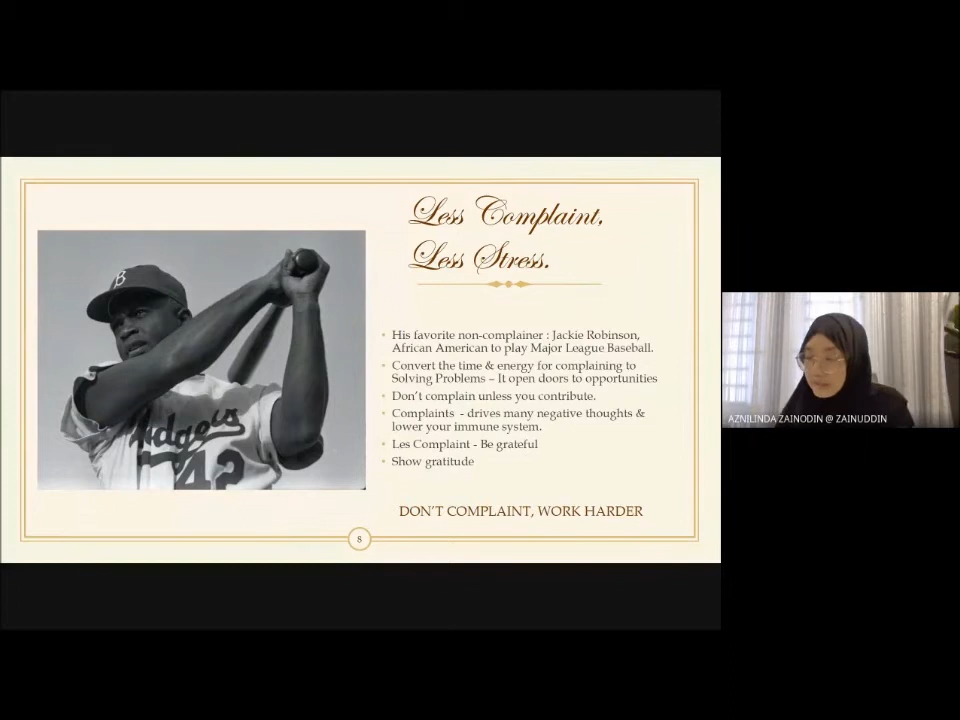 Less Complaint,
Less Stress.
His favorite non-complainer : Jackie Robinson,
African American to play Major League Baseball.
Convert the time & energy for complaining to
Solving Problems – It open doors to opportunities
Don't complain unless you contribute.
Complaints - drives many negative thoughts &
lower your immune system.
Les Complaint - Be grateful
Show gratitude
DON'T COMPLAINT, WORK HARDER
8
B
Dodgers
42
AZNILINDA ZAINODIN @ ZAINUDDIN